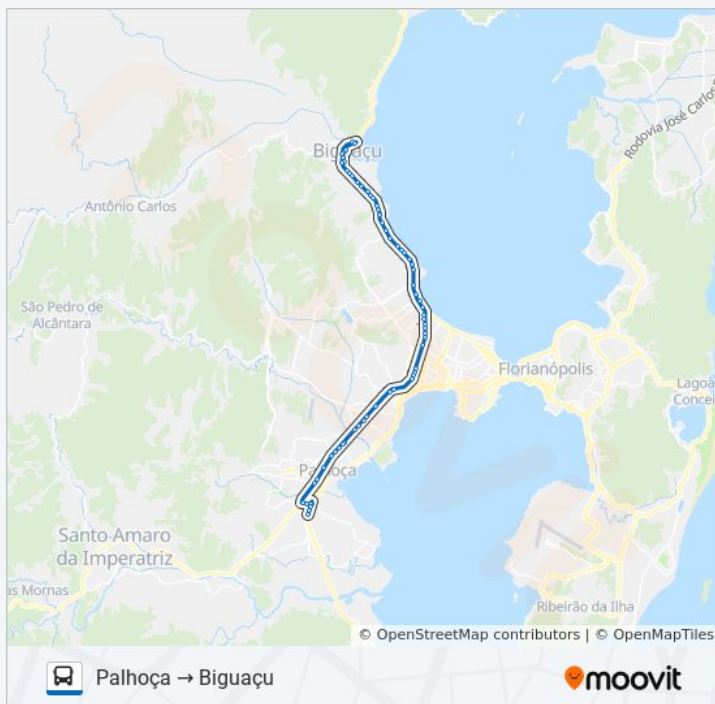 Biguaçu
Rodovia José Carlos
Antônio Carlos
São Pedro de
Alcântara
Florianópolis
Lagoa
Concei
Palhoça
Santo Amaro
da Imperatriz
as Mornas
Ribeirão da Ilha
© OpenStreetMap contributors | © OpenMapTiles
Palhoça → Biguaçu
moovit